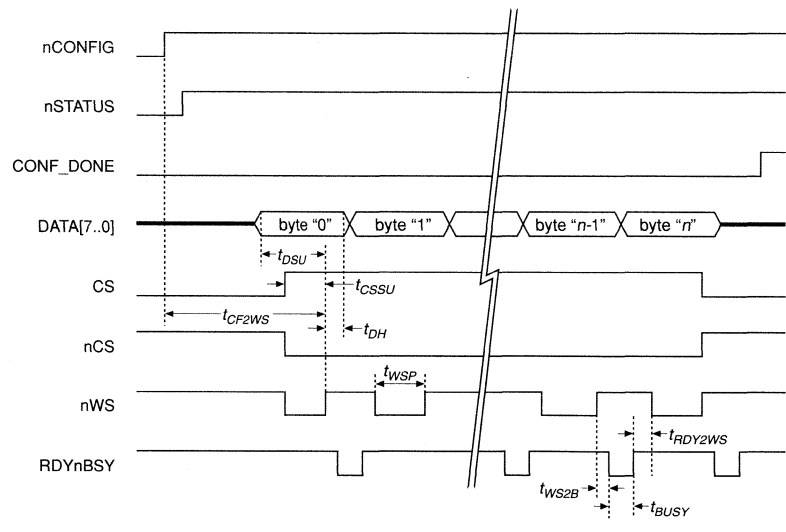 nCONFIG
nSTATUS
CONF_DONE
DATA[7..0]
byte "0"
byte "1"
byte "n-1"
byte "n"
tDSU
CS
tCSSU
tCF2WS
tDH
nCS
tWSP
nWS
tRDY2WS
RDYnBSY
tWS2B
tBUSY